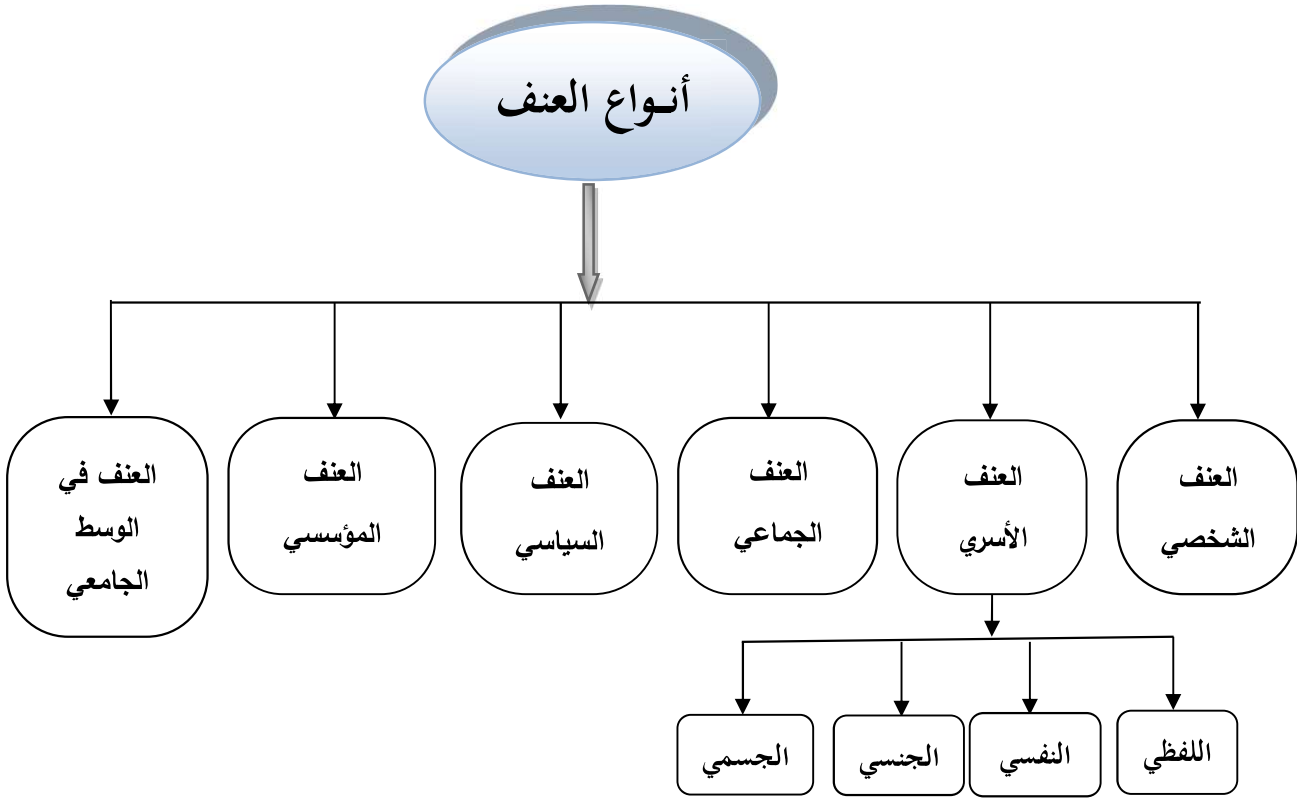 أنـواع العنف
العنف
الشخصي
العنف
الأسري
العنف
الجماعي
العنف
السياسي
العنف
المؤسسي
العنف في
الوسط
الجامعي
اللفظي
النفسي
الجنسي
الجسمي